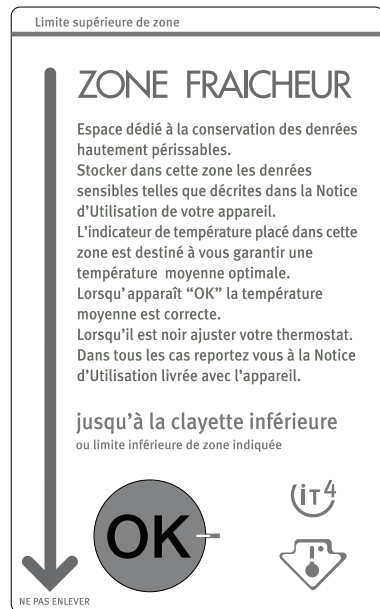 Limite supérieure de zone
ZONE FRAICHEUR
Espace dédié à la conservation des denrées
hautement périssables.
Stocker dans cette zone les denrées
sensibles telles que décrites dans la Notice
d'Utilisation de votre appareil.
L'indicateur de température placé dans cette
zone est destiné à vous garantir une
température moyenne optimale.
Lorsqu'apparaît “OK” la température
moyenne est correcte.
Lorsqu'il est noir ajuster votre thermostat.
Dans tous les cas reportez vous à la Notice
d'Utilisation livrée avec l'appareil.
jusqu'à la clayette inférieure
ou limite inférieure de zone indiquée
OK
iT4
NE PAS ENLEVER